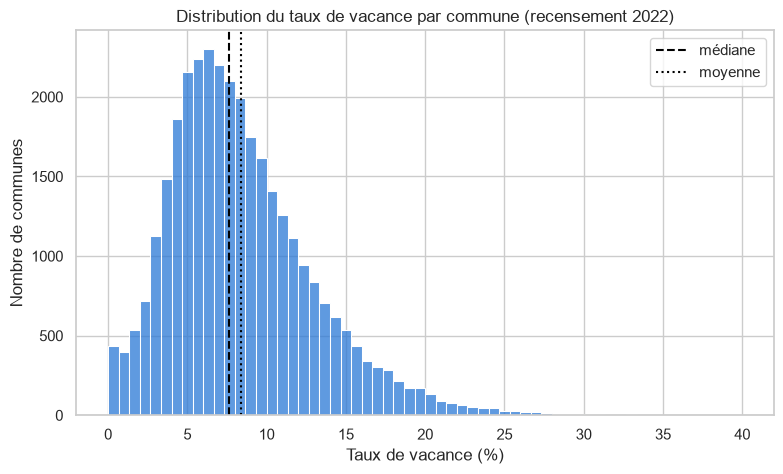 Distribution du taux de vacance par commune (recensement 2022)
médiane
moyenne
Nombre de communes
2000
1500
1000
500
0
0 5 10 15 20 25 30 35 40
Taux de vacance (%)